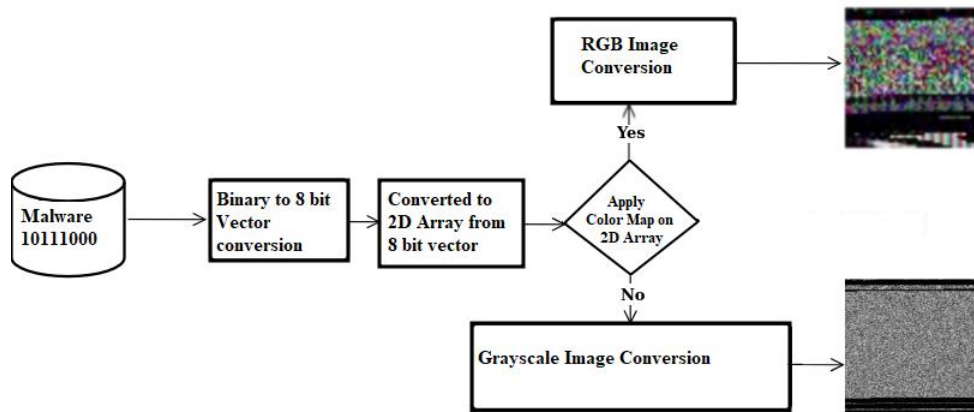 Malware
10111000
Binary to 8 bit
Vector
conversion
Converted to
2D Array from
8 bit vector
Apply
Color Map on
2D Array
Yes
RGB Image
Conversion
No
Grayscale Image Conversion